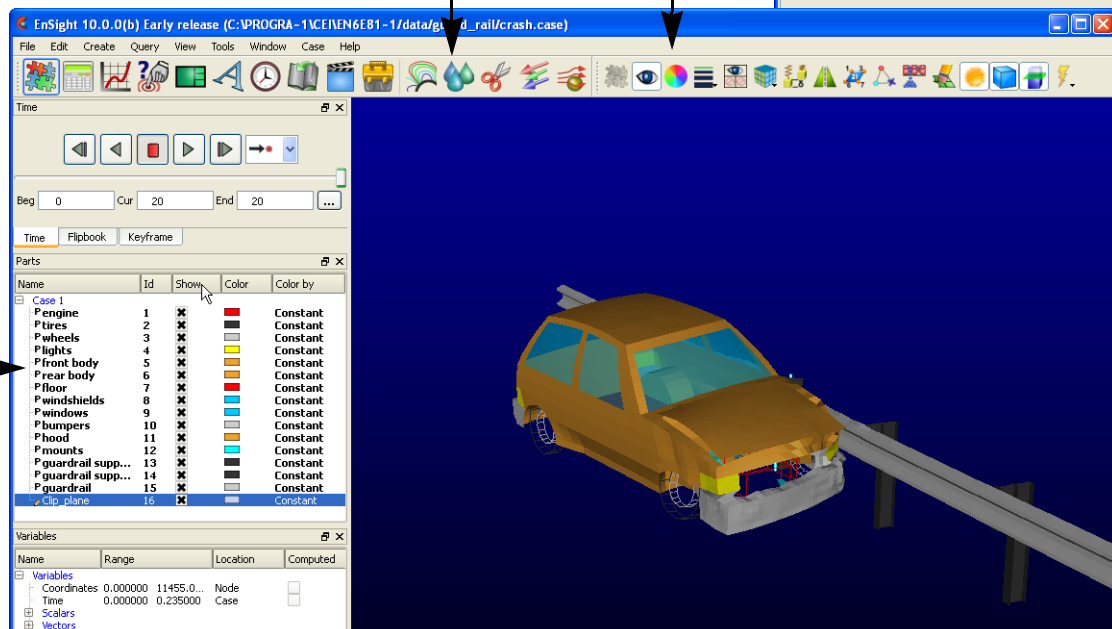 EnSight 10.0.0(b) Early release (C:\PROGRA~1\CEI\EN6E81~1/data/guard_rail/crash.case)
File Edit Create Query View Tools Window Case Help
Time
Beg 0 Cur 20 End 20 ...
Time Flipbook Keyframe
Parts
Name Id Show Color Color by
Case 1
P engine 1 Constant
P tires 2 Constant
P wheels 3 Constant
P lights 4 Constant
P front body 5 Constant
P rear body 6 Constant
P floor 7 Constant
P windshields 8 Constant
P windows 9 Constant
P bumpers 10 Constant
P hood 11 Constant
P mounts 12 Constant
P guardrail supp... 13 Constant
P guardrail supp... 14 Constant
P guardrail 15 Constant
Clip_plane 16 Constant
Variables
Name Range Location Computed
Variables
Coordinates 0.000000 11455.0... Node
Time 0.000000 0.235000 Case
Scalars
Vectors